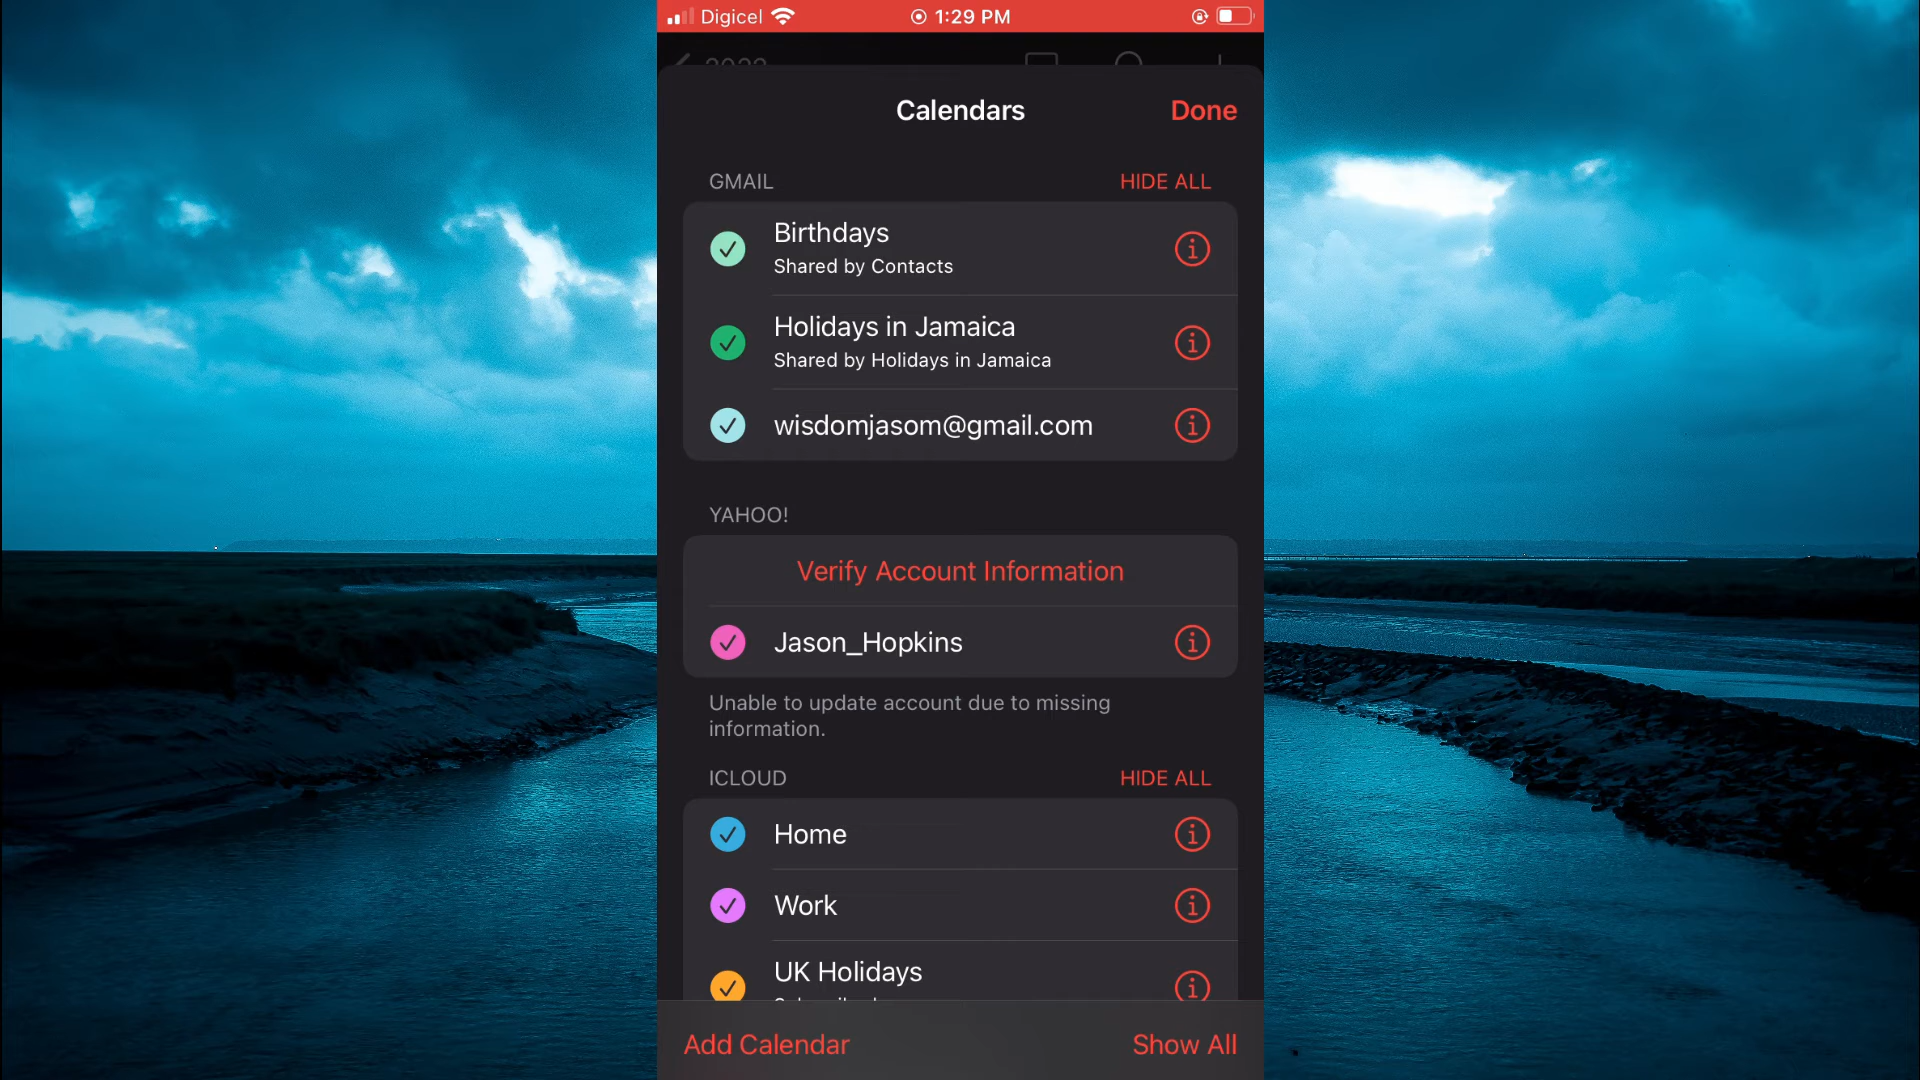 Digicel
1:29 PM
Calendars
Done
GMAIL
HIDE ALL
Birthdays
Shared by Contacts
Holidays in Jamaica
Shared by Holidays in Jamaica
wisdomjasom@gmail.com
YAHOO!
Verify Account Information
Jason_Hopkins
Unable to update account due to missing
information.
ICLOUD
HIDE ALL
Home
Work
UK Holidays
Add Calendar
Show All